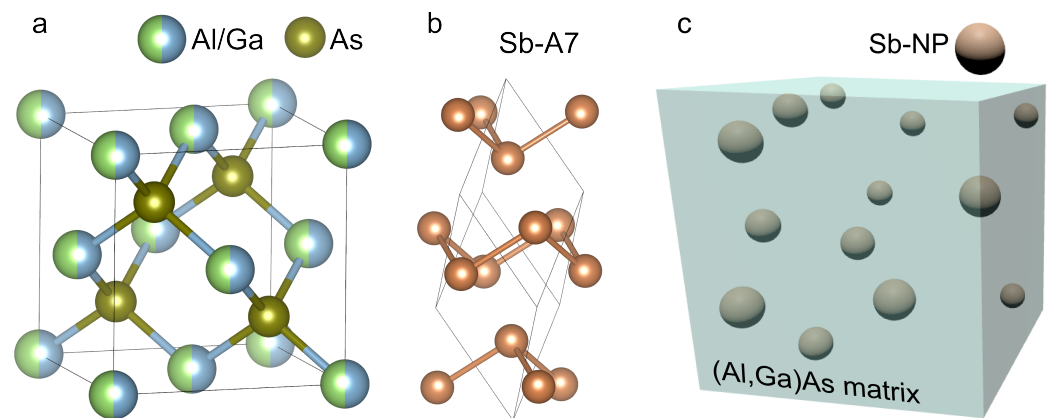 a
Al/Ga
As
b
Sb-A7
c
Sb-NP
(Al,Ga)As matrix